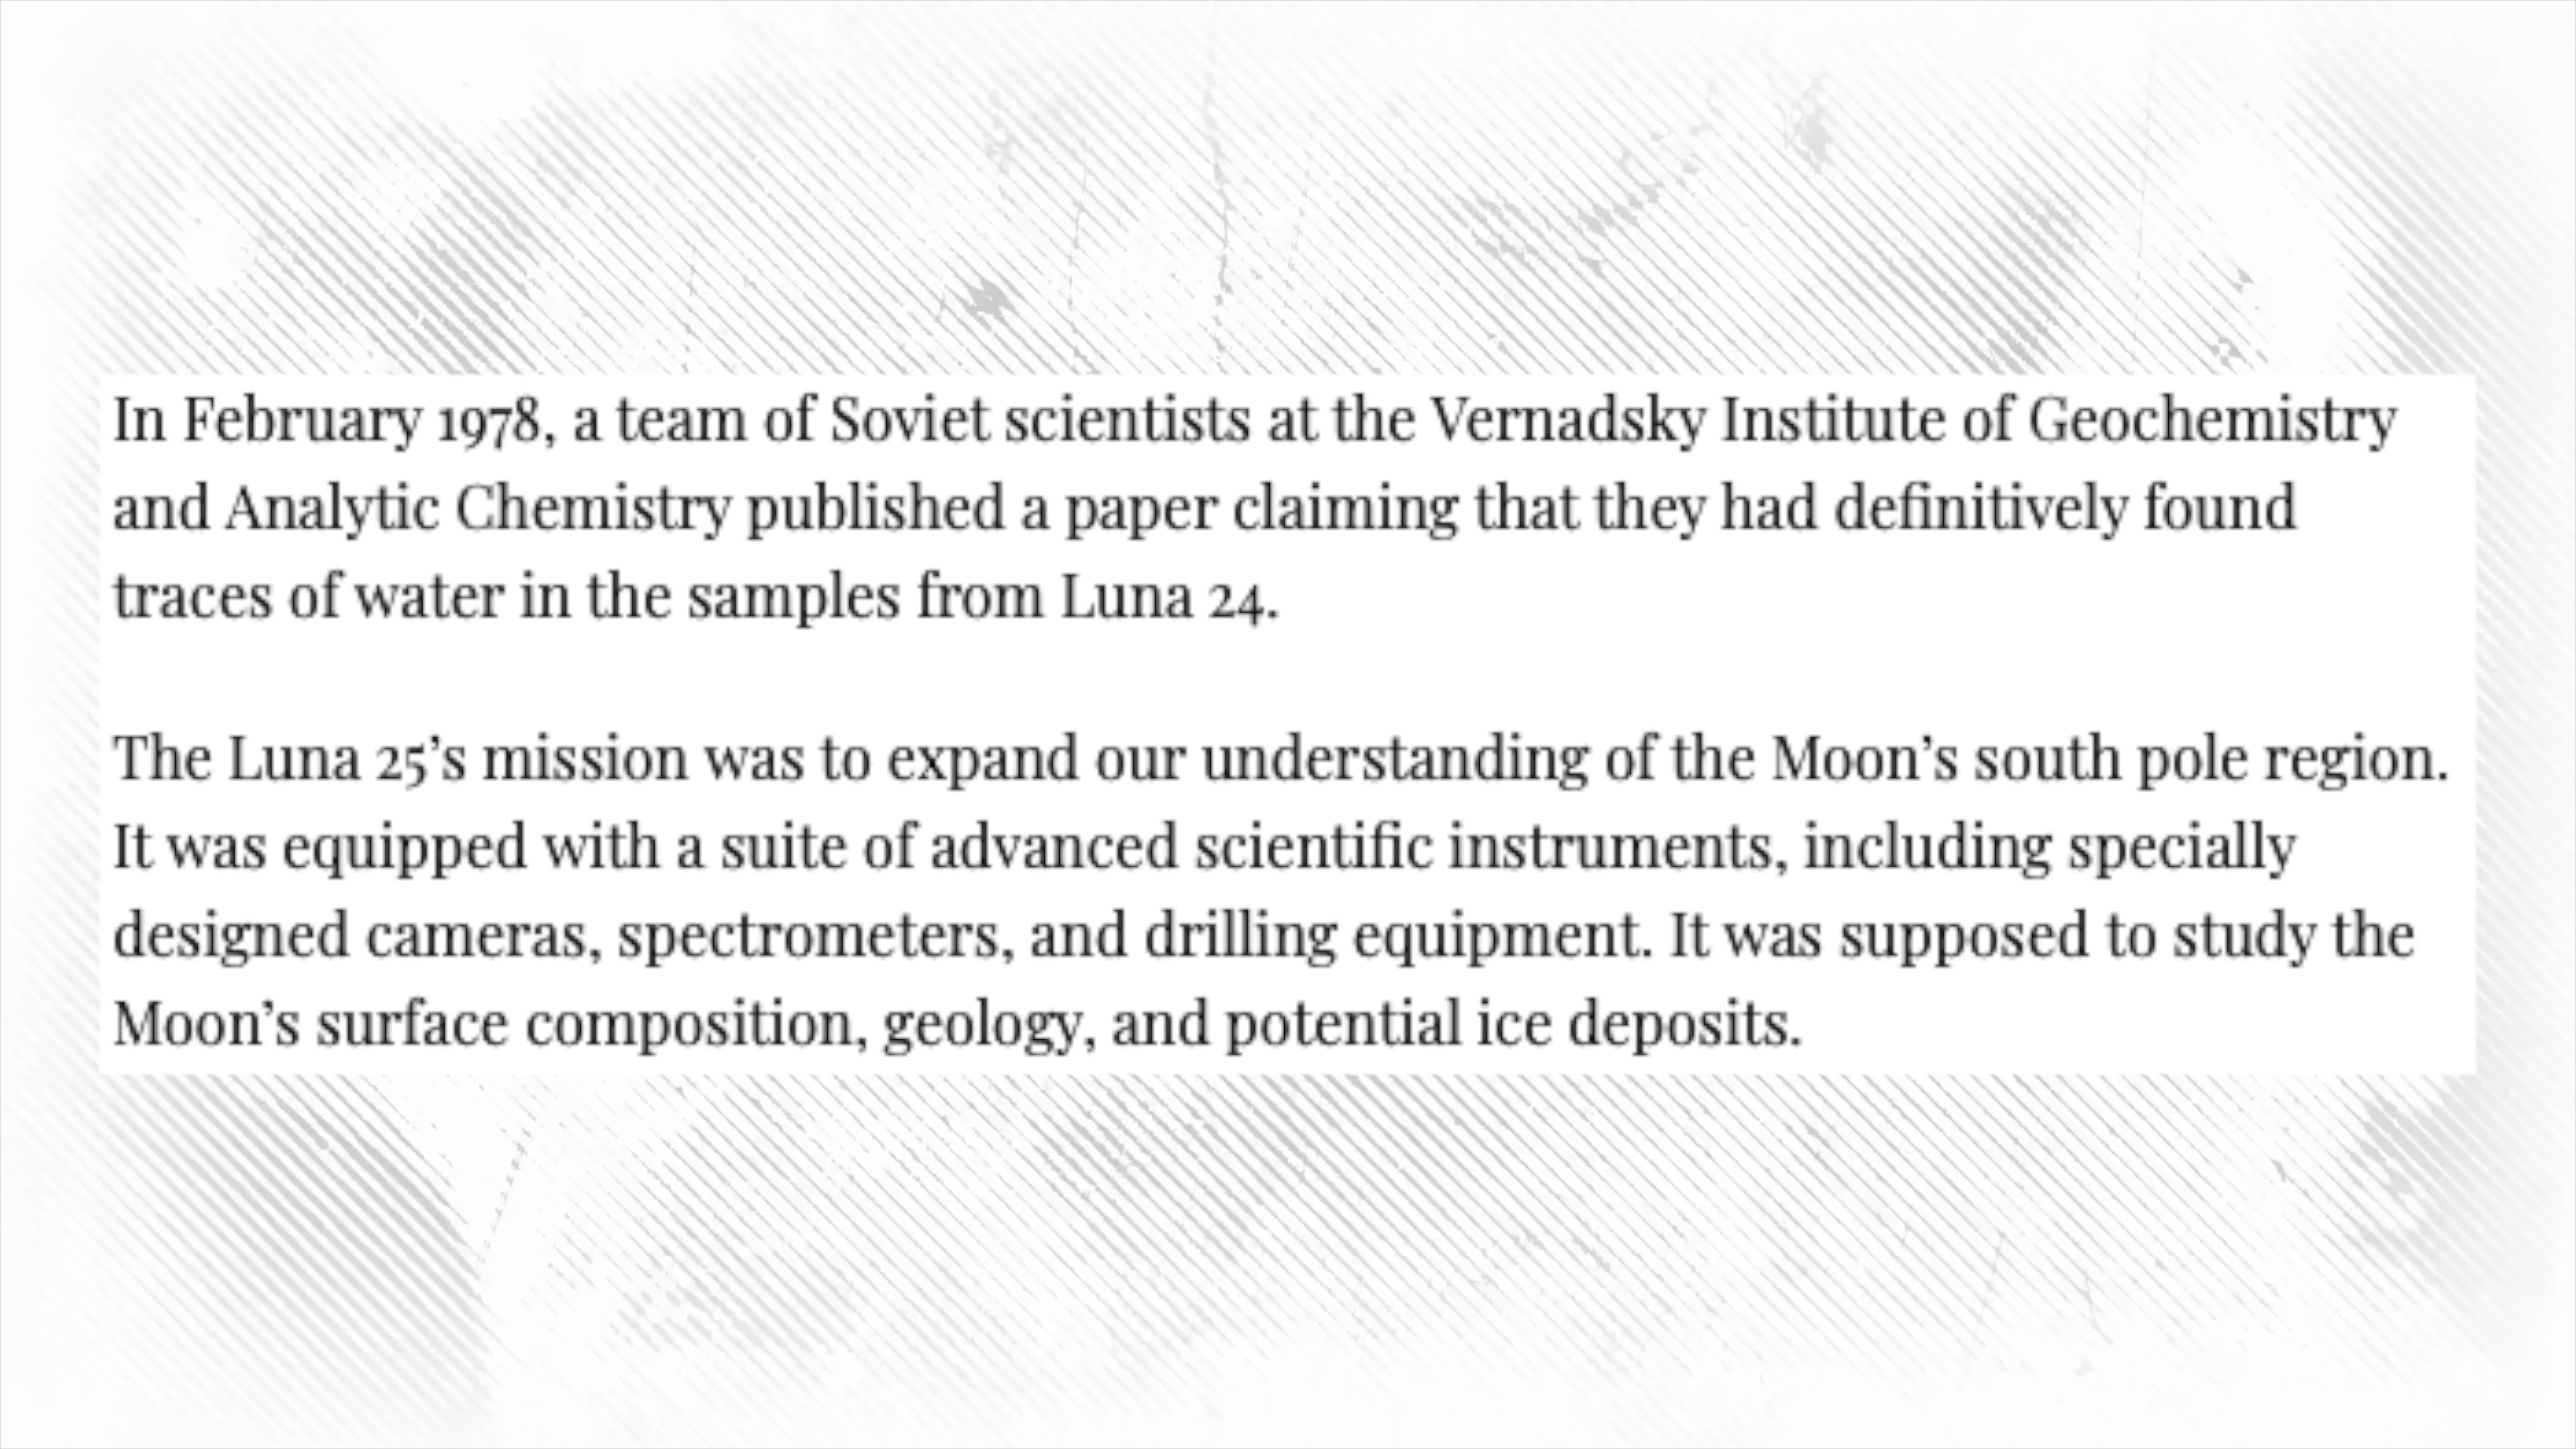 In February 1978, a team of Soviet scientists at the Vernadsky Institute of Geochemistry
and Analytic Chemistry published a paper claiming that they had definitively found
traces of water in the samples from Luna 24.
The Luna 25’s mission was to expand our understanding of the Moon’s south pole region.
It was equipped with a suite of advanced scientific instruments, including specially
designed cameras, spectrometers, and drilling equipment. It was supposed to study the
Moon’s surface composition, geology, and potential ice deposits.